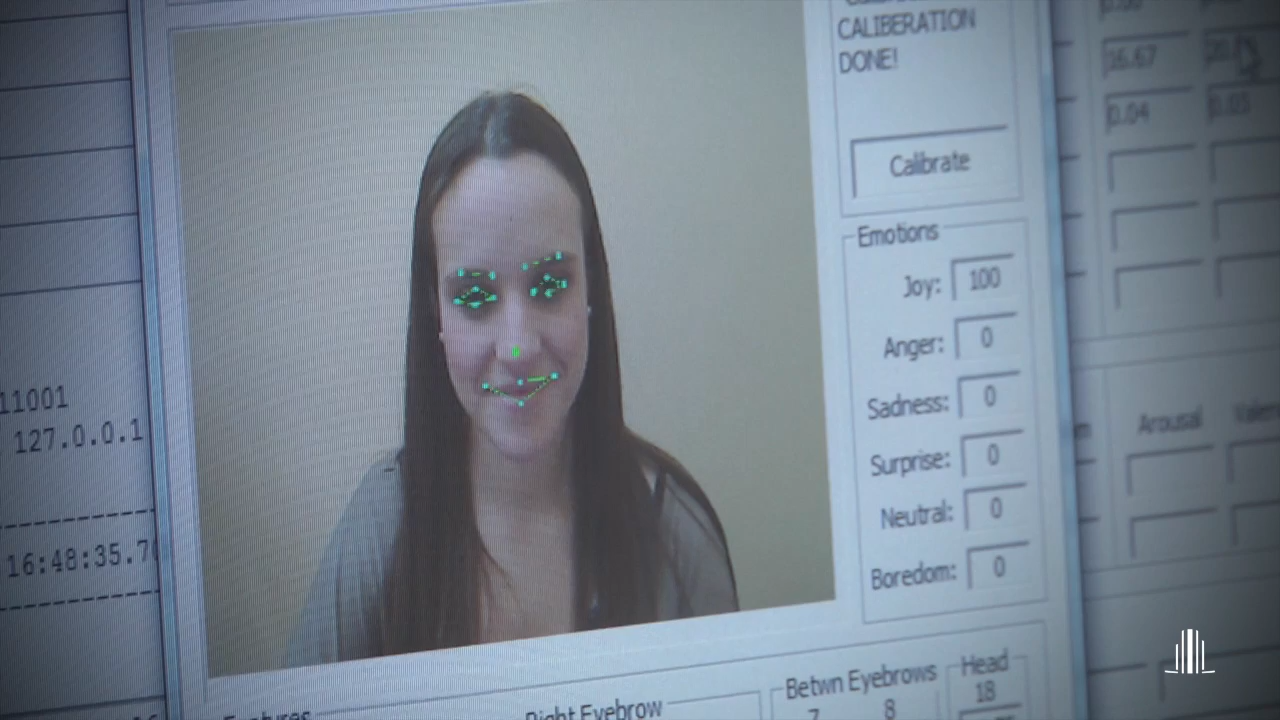 CALIBERATION
DONE!
Calibrate
Emotions
Joy: 100
Anger: 0
Sadness: 0
Surprise: 0
Neutral: 0
Boredom: 0
Betwn Eyebrows
7 8
Head
18
Right Eyebrow
11001
127.0.0.1
16:48:35.70
16.67
0.04 0.03
Arousal